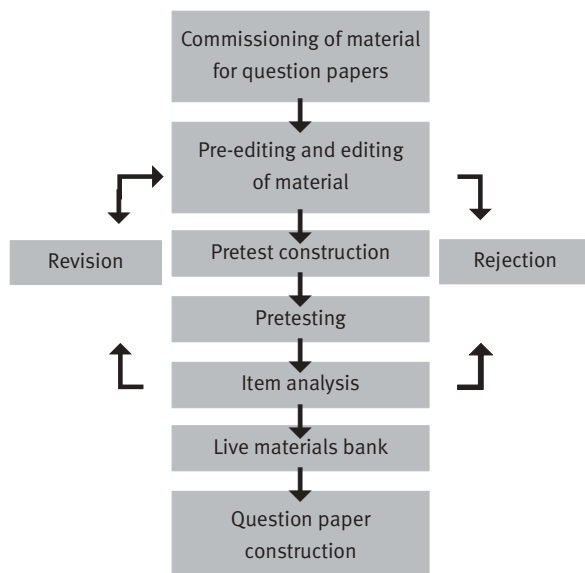 Commissioning of material
for question papers
Pre-editing and editing
of material
Revision
Pretest construction
Rejection
Pretesting
Item analysis
Live materials bank
Question paper
construction